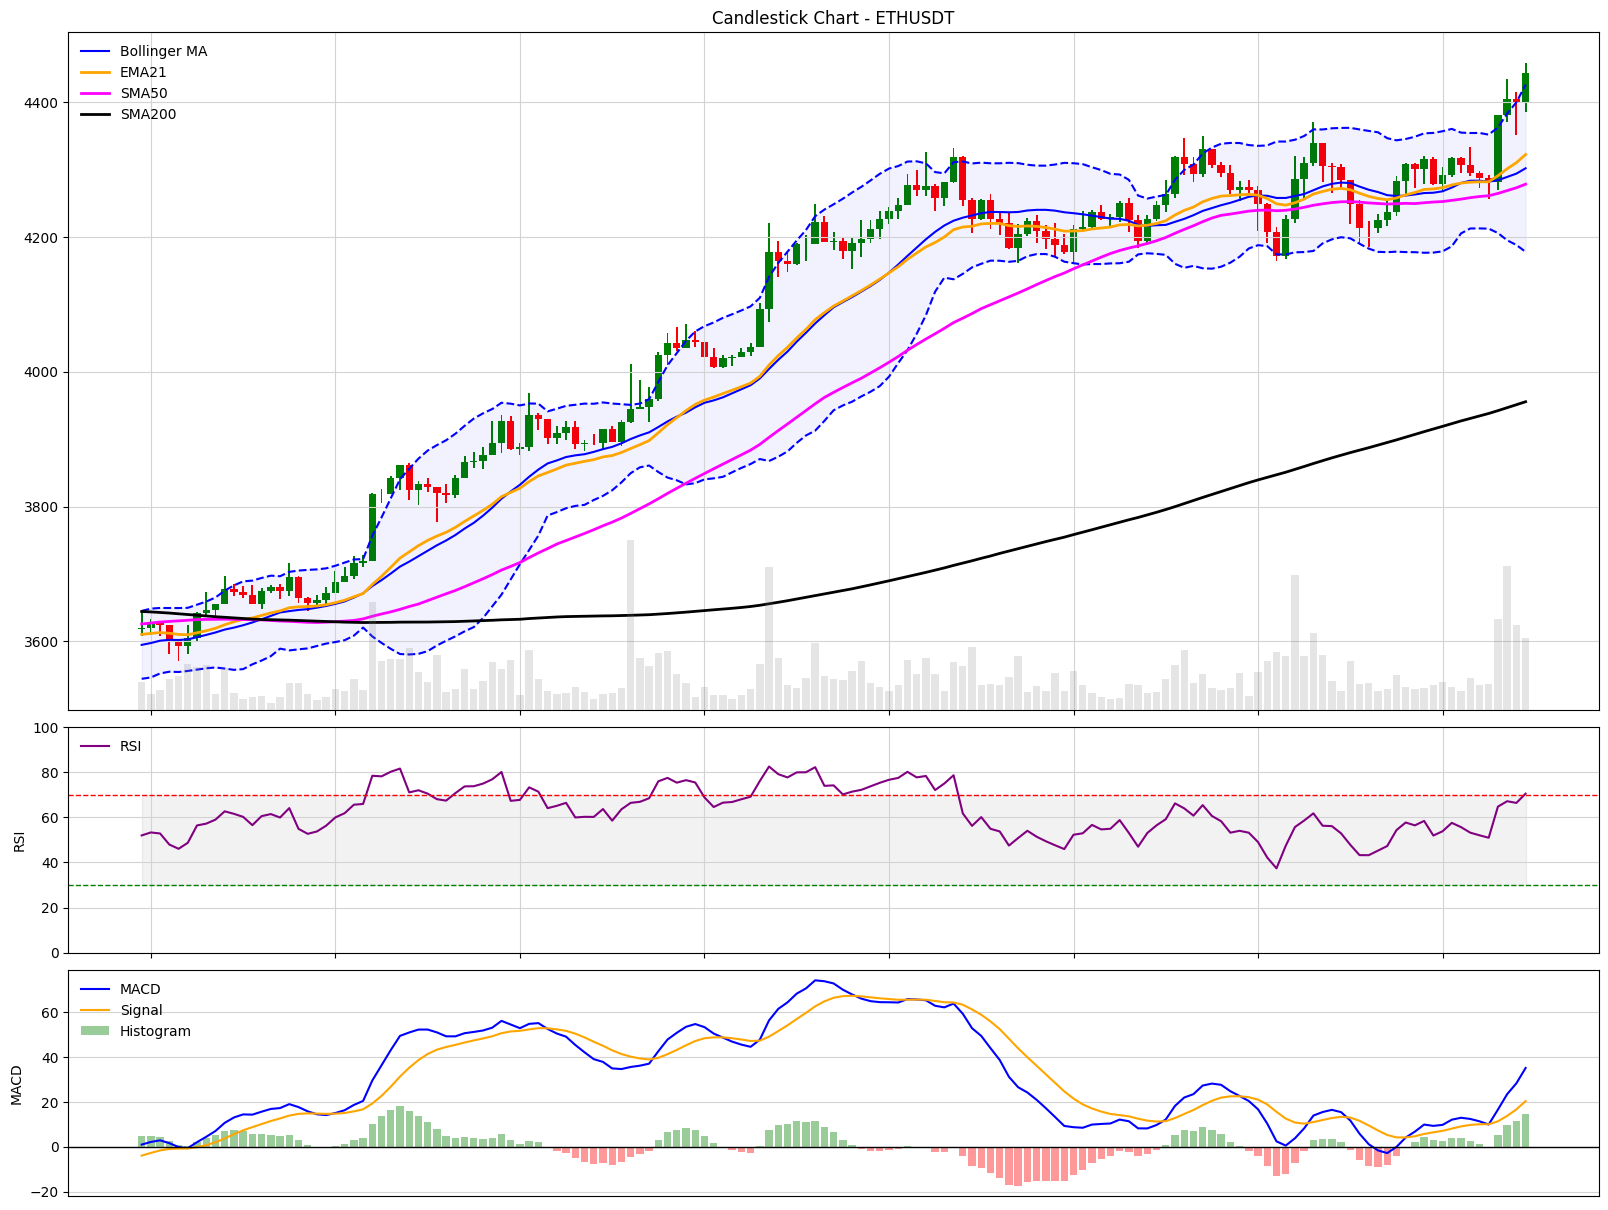 Candlestick Chart - ETHUSDT
Bollinger MA
EMA21
SMA50
SMA200
4400
4200
4000
3800
3600
100
RSI
80
60
RSI
40
20
0
MACD
Signal
Histogram
60
40
MACD
20
0
−20